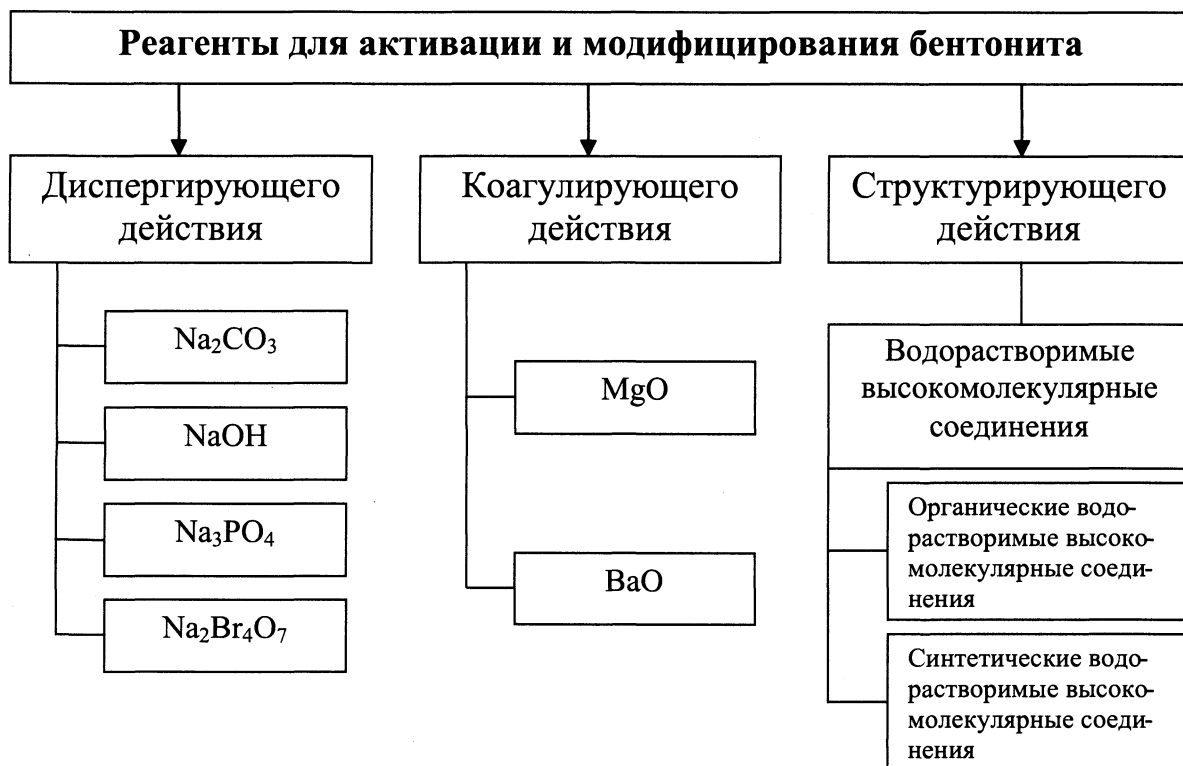 Реагенты для активации и модифицирования бентонита
Диспергирующего
действия
Na₂CO₃
NaOH
Na₃PO₄
Na₂Br₄O₇
Коагулирующего
действия
MgO
BaO
Структурирующего
действия
Водорастворимые
высокомолекулярные
соединения
Органические водо-
растворимые высоко-
молекулярные соеди-
нения
Синтетические водо-
растворимые высоко-
молекулярные соеди-
нения